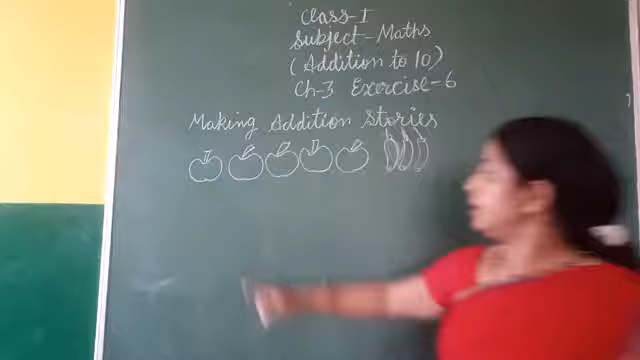 Class-I
Subject-Maths
(Addition to 10)
Ch-3 Exercise-6
Making Addition Stories